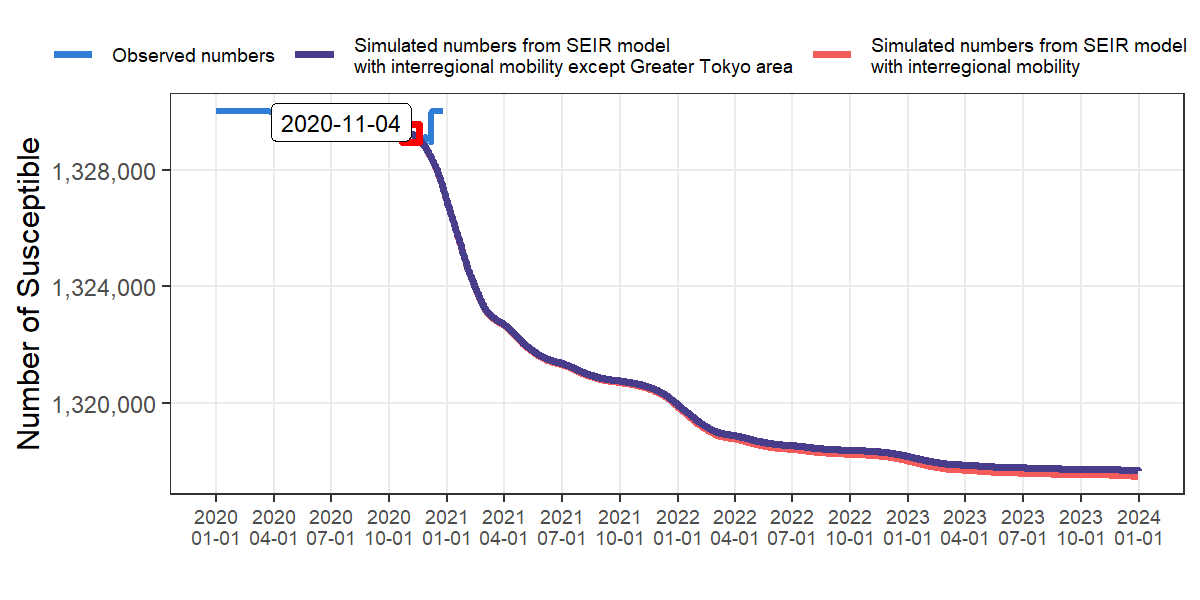 Observed numbers
Simulated numbers from SEIR model
with interregional mobility except Greater Tokyo area
Simulated numbers from SEIR model
with interregional mobility
2020-11-04
Number of Susceptible
1,328,000
1,324,000
1,320,000
2020 2020 2020 2020 2021 2021 2021 2021 2022 2022 2022 2022 2023 2023 2023 2023 2024
01-01 04-01 07-01 10-01 01-01 04-01 07-01 10-01 01-01 04-01 07-01 10-01 01-01 04-01 07-01 10-01 01-01